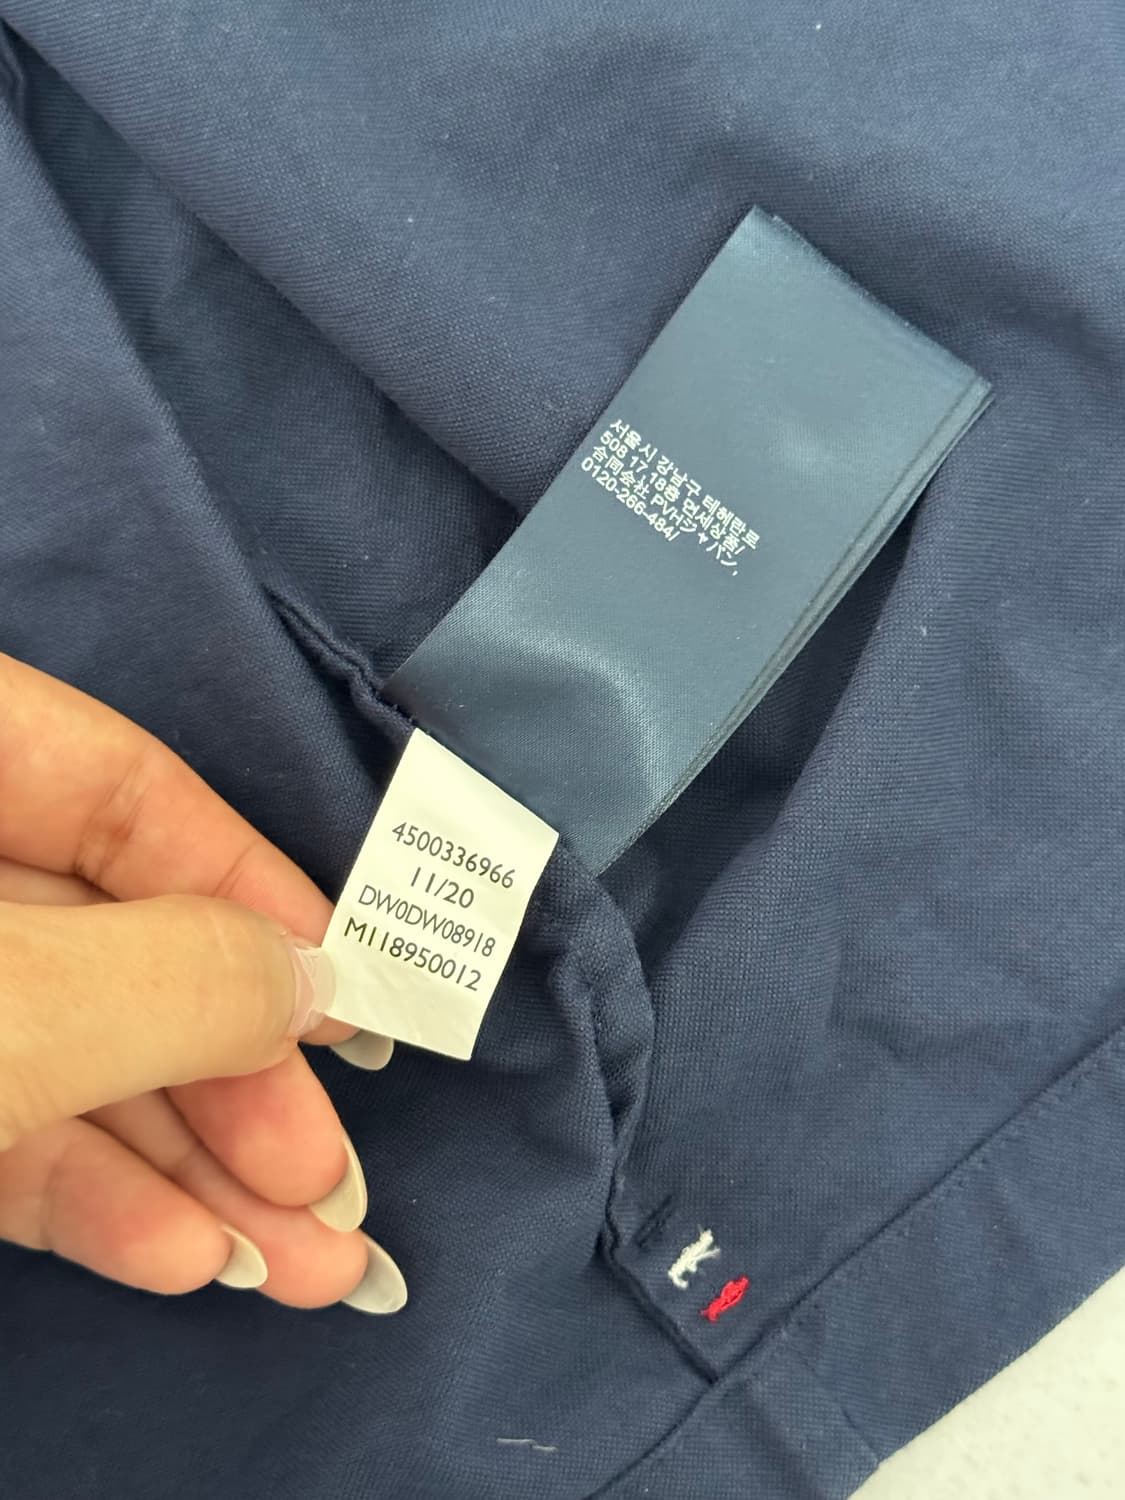 서울시 강남구 테헤란로
508 17,18층 연세상품/
合同会社 PVHジャパン,
0120-266-484/
4500336966
11/20
DW0DW08918
M118950012